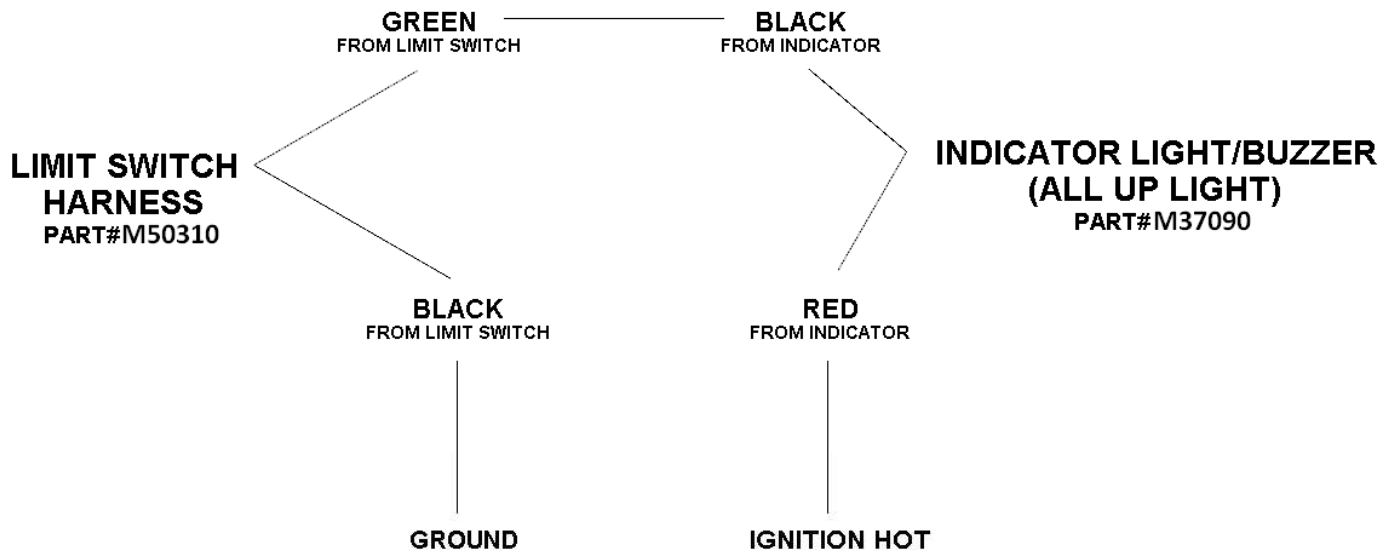 GREEN
FROM LIMIT SWITCH
BLACK
FROM INDICATOR
LIMIT SWITCH
HARNESS
PART#M50310
INDICATOR LIGHT/BUZZER
(ALL UP LIGHT)
PART#M37090
BLACK
FROM LIMIT SWITCH
RED
FROM INDICATOR
GROUND
IGNITION HOT